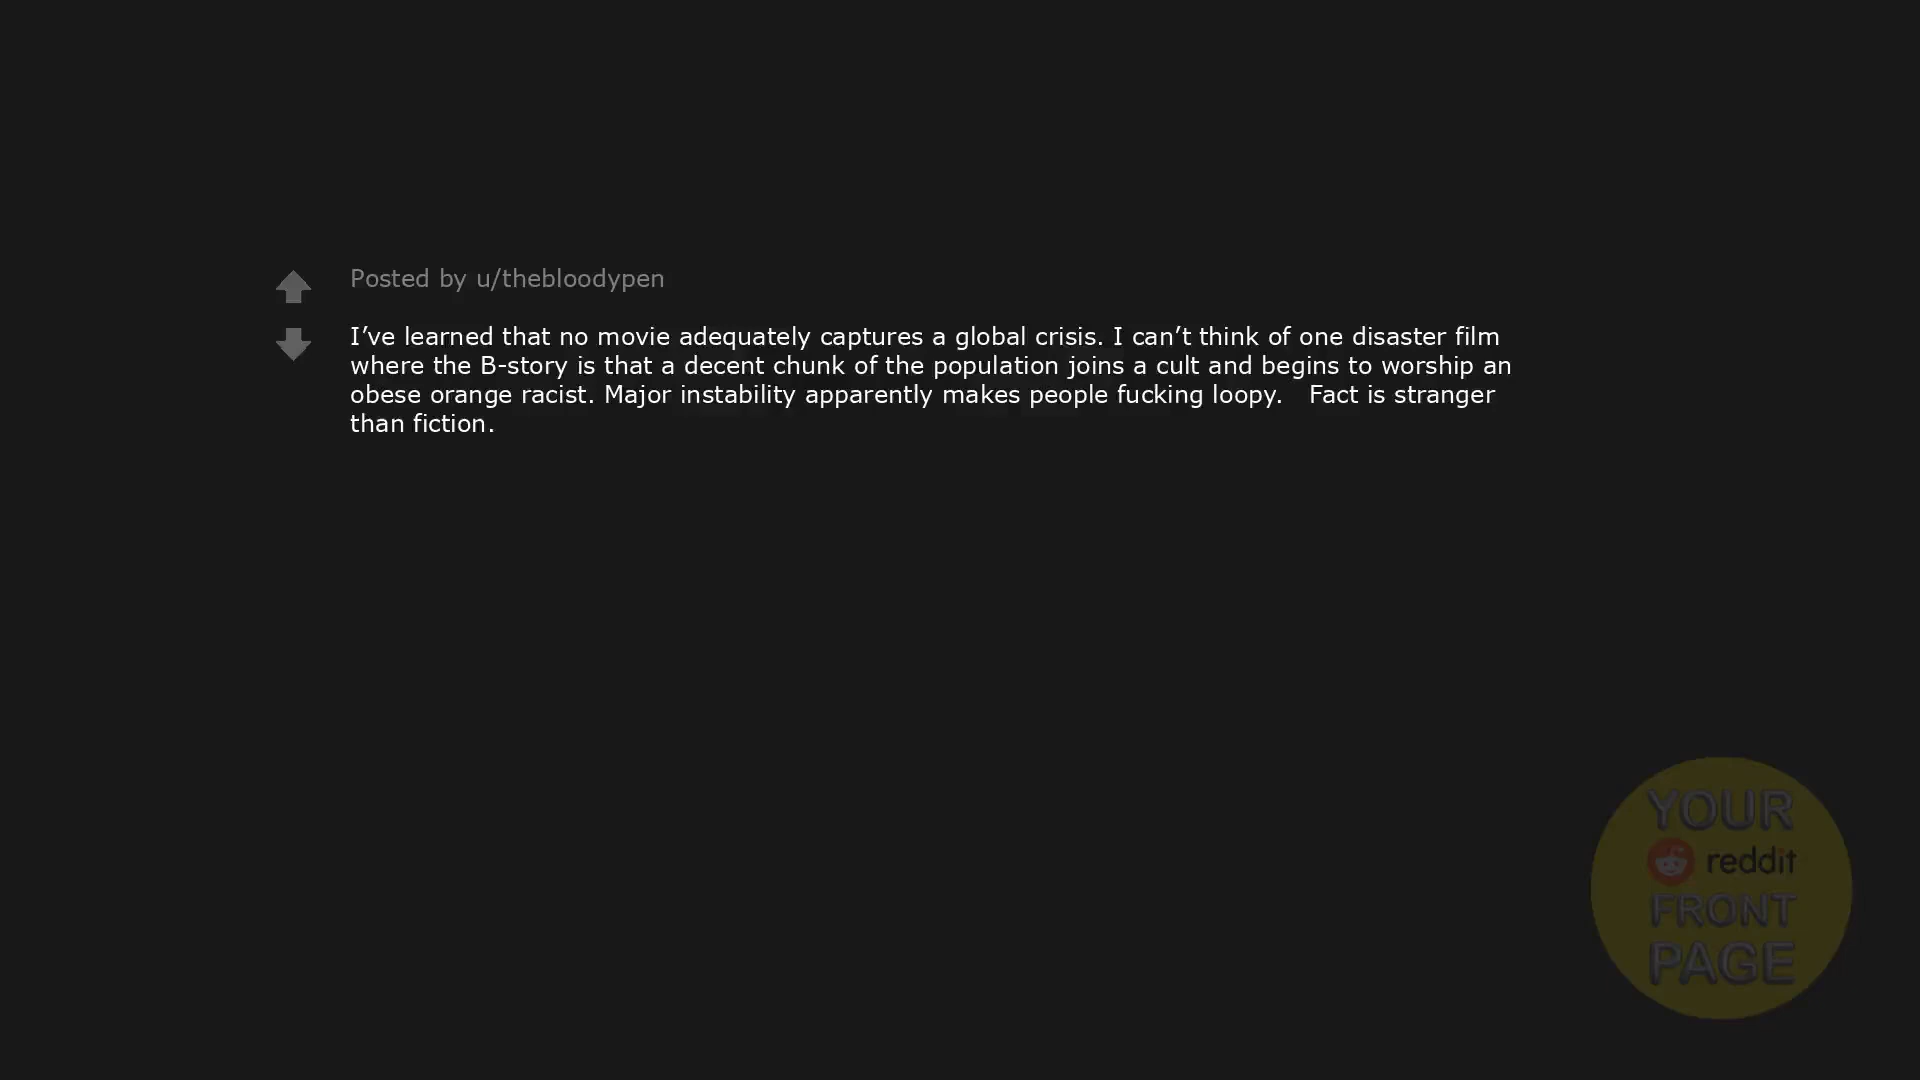 Posted by u/thebloodypen
I’ve learned that no movie adequately captures a global crisis. I can’t think of one disaster film
where the B-story is that a decent chunk of the population joins a cult and begins to worship an
obese orange racist. Major instability apparently makes people fucking loopy.   Fact is stranger
than fiction.
YOUR
reddit
FRONT
PAGE